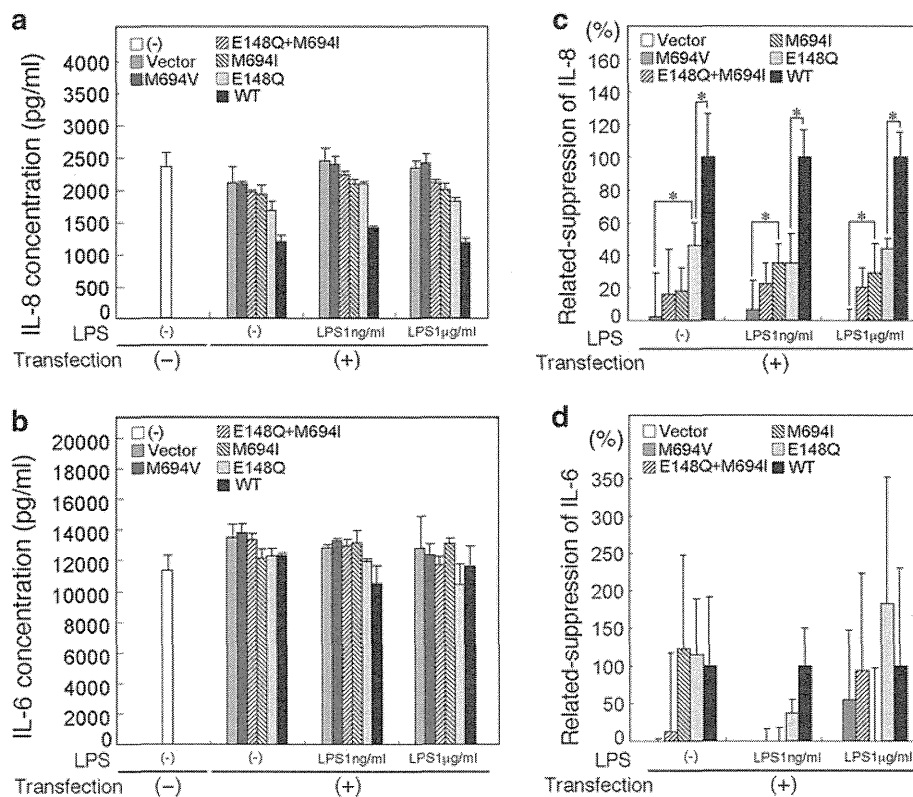 a
IL-8 concentration (pg/ml)
4000
3500
3000
2500
2000
1500
1000
500
0
(-)
Vector
M694V
E148Q+M694I
M694I
E148Q
WT
LPS
(-)
(-)
LPS1ng/ml
LPS1µg/ml
Transfection
(−)
(+)
b
IL-6 concentration (pg/ml)
20000
18000
16000
14000
12000
10000
8000
6000
4000
2000
0
(-)
Vector
M694V
E148Q+M694I
M694I
E148Q
WT
LPS
(-)
(-)
LPS1ng/ml
LPS1µg/ml
Transfection
(−)
(+)
c
(%)
Related-suppression of IL-8
160
140
120
100
80
60
40
20
0
Vector
M694V
E148Q+M694I
M694I
E148Q
WT
*
*
*
*
*
*
LPS
(-)
LPS1ng/ml
LPS1µg/ml
Transfection
(+)
d
(%)
Related-suppression of IL-6
350
300
250
200
150
100
50
0
Vector
M694V
E148Q+M694I
M694I
E148Q
WT
LPS
(-)
LPS1ng/ml
LPS1µg/ml
Transfection
(+)